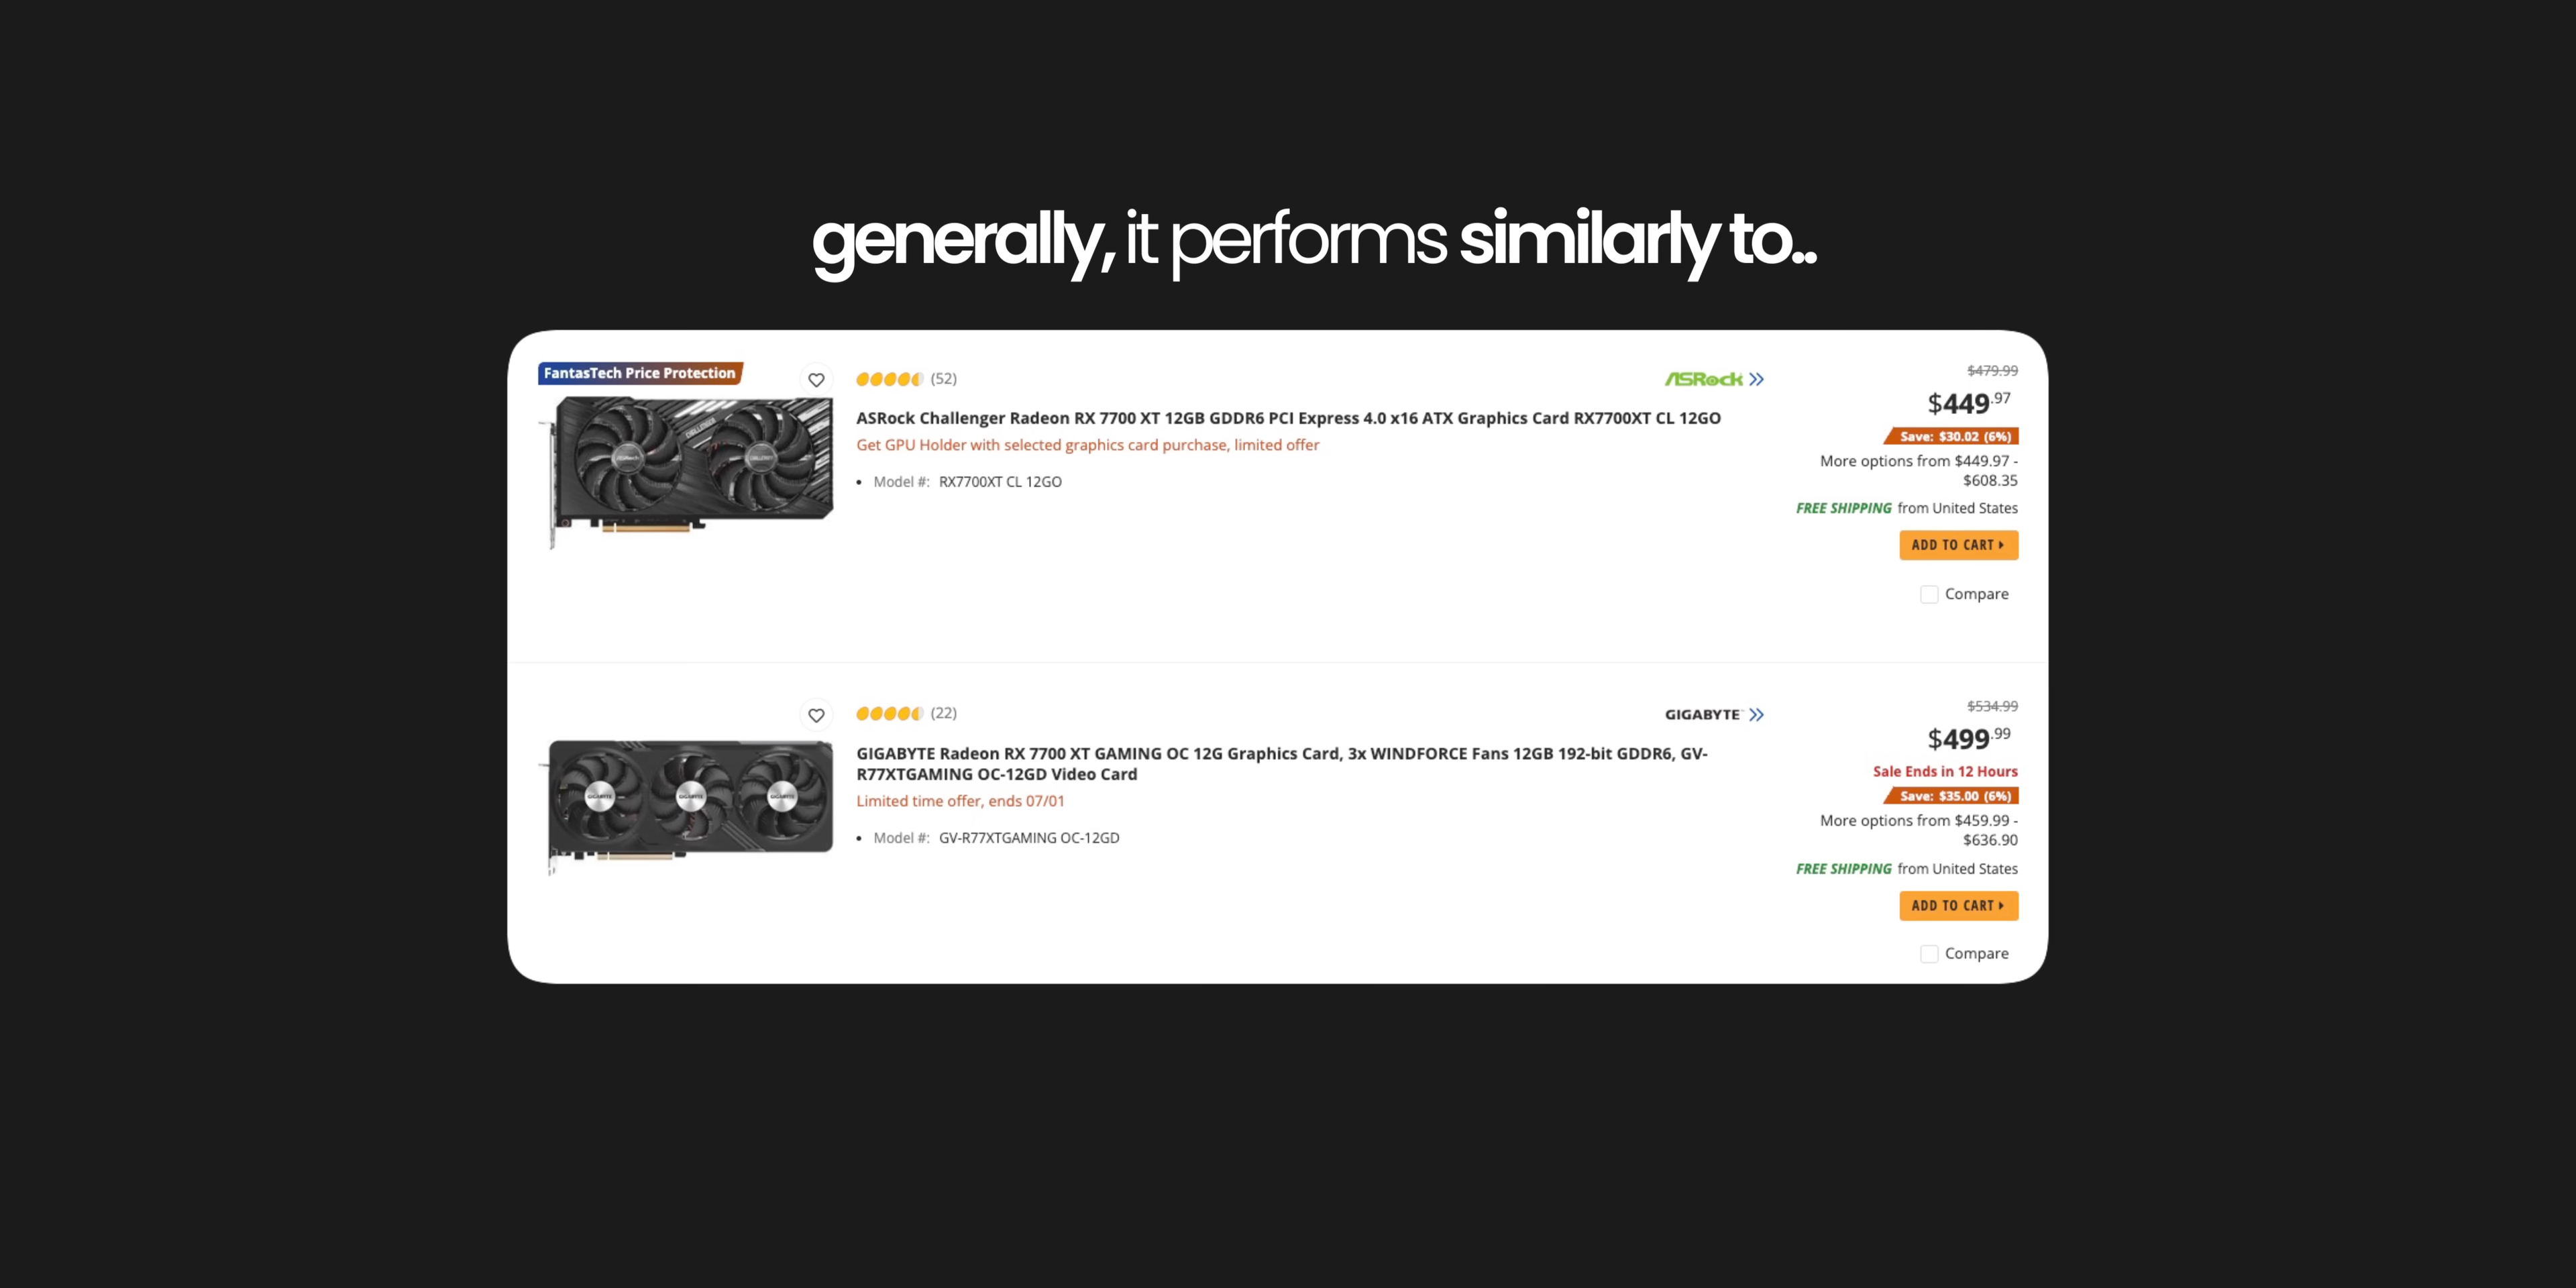 generally, it performs similarly to..
FantasTech Price Protection
(52)
ASRock
ASRock Challenger Radeon RX 7700 XT 12GB GDDR6 PCI Express 4.0 x16 ATX Graphics Card RX7700XT CL 12GO
Get GPU Holder with selected graphics card purchase, limited offer
• Model #: RX7700XT CL 12GO
$479.99
$449.97
Save: $30.02 (6%)
More options from $449.97 -
$608.35
FREE SHIPPING from United States
ADD TO CART
Compare
(22)
GIGABYTE
GIGABYTE Radeon RX 7700 XT GAMING OC 12G Graphics Card, 3x WINDFORCE Fans 12GB 192-bit GDDR6, GV-
R77XTGAMING OC-12GD Video Card
Limited time offer, ends 07/01
• Model #: GV-R77XTGAMING OC-12GD
$534.99
$499.99
Sale Ends in 12 Hours
Save: $35.00 (6%)
More options from $459.99 -
$636.90
FREE SHIPPING from United States
ADD TO CART
Compare